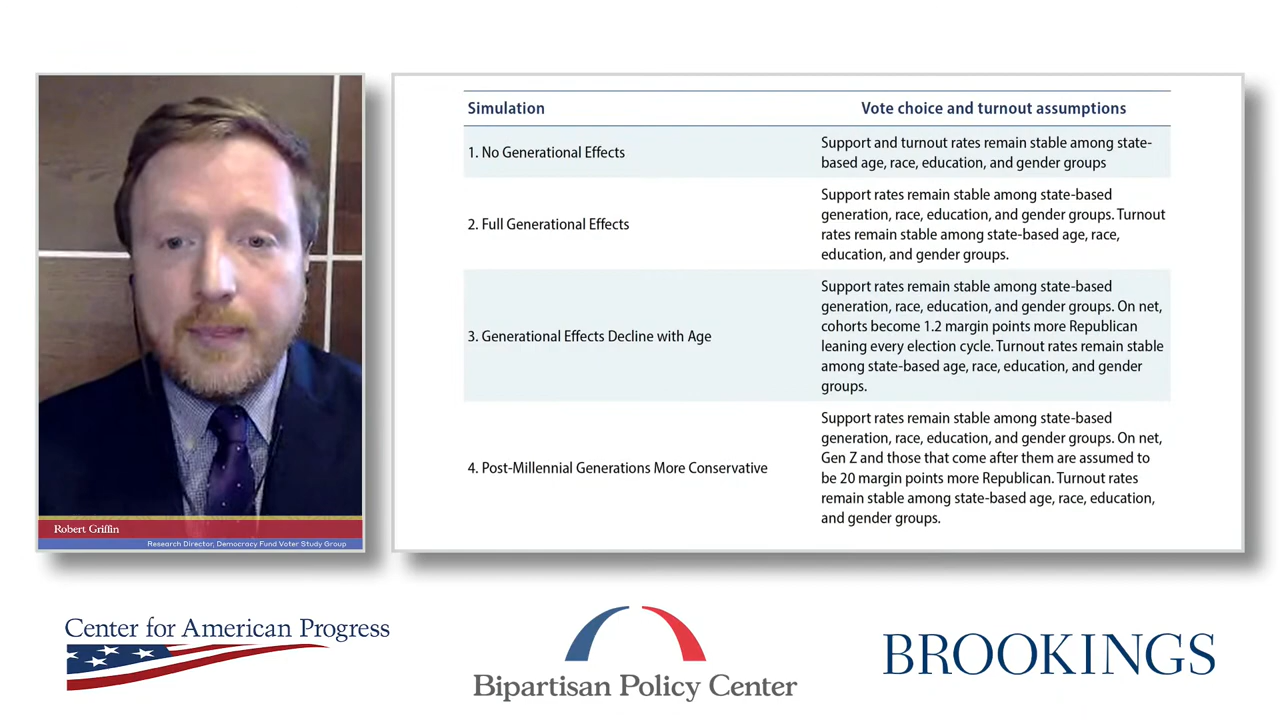 Robert Griffin
Research Director, Democracy Fund Voter Study Group
Simulation
Vote choice and turnout assumptions
1. No Generational Effects
Support and turnout rates remain stable among state-
based age, race, education, and gender groups
2. Full Generational Effects
Support rates remain stable among state-based
generation, race, education, and gender groups. Turnout
rates remain stable among state-based age, race,
education, and gender groups.
3. Generational Effects Decline with Age
Support rates remain stable among state-based
generation, race, education, and gender groups. On net,
cohorts become 1.2 margin points more Republican
leaning every election cycle. Turnout rates remain stable
among state-based age, race, education, and gender
groups.
4. Post-Millennial Generations More Conservative
Support rates remain stable among state-based
generation, race, education, and gender groups. On net,
Gen Z and those that come after them are assumed to
be 20 margin points more Republican. Turnout rates
remain stable among state-based age, race, education,
and gender groups.
Center for American Progress
Bipartisan Policy Center
BROOKINGS